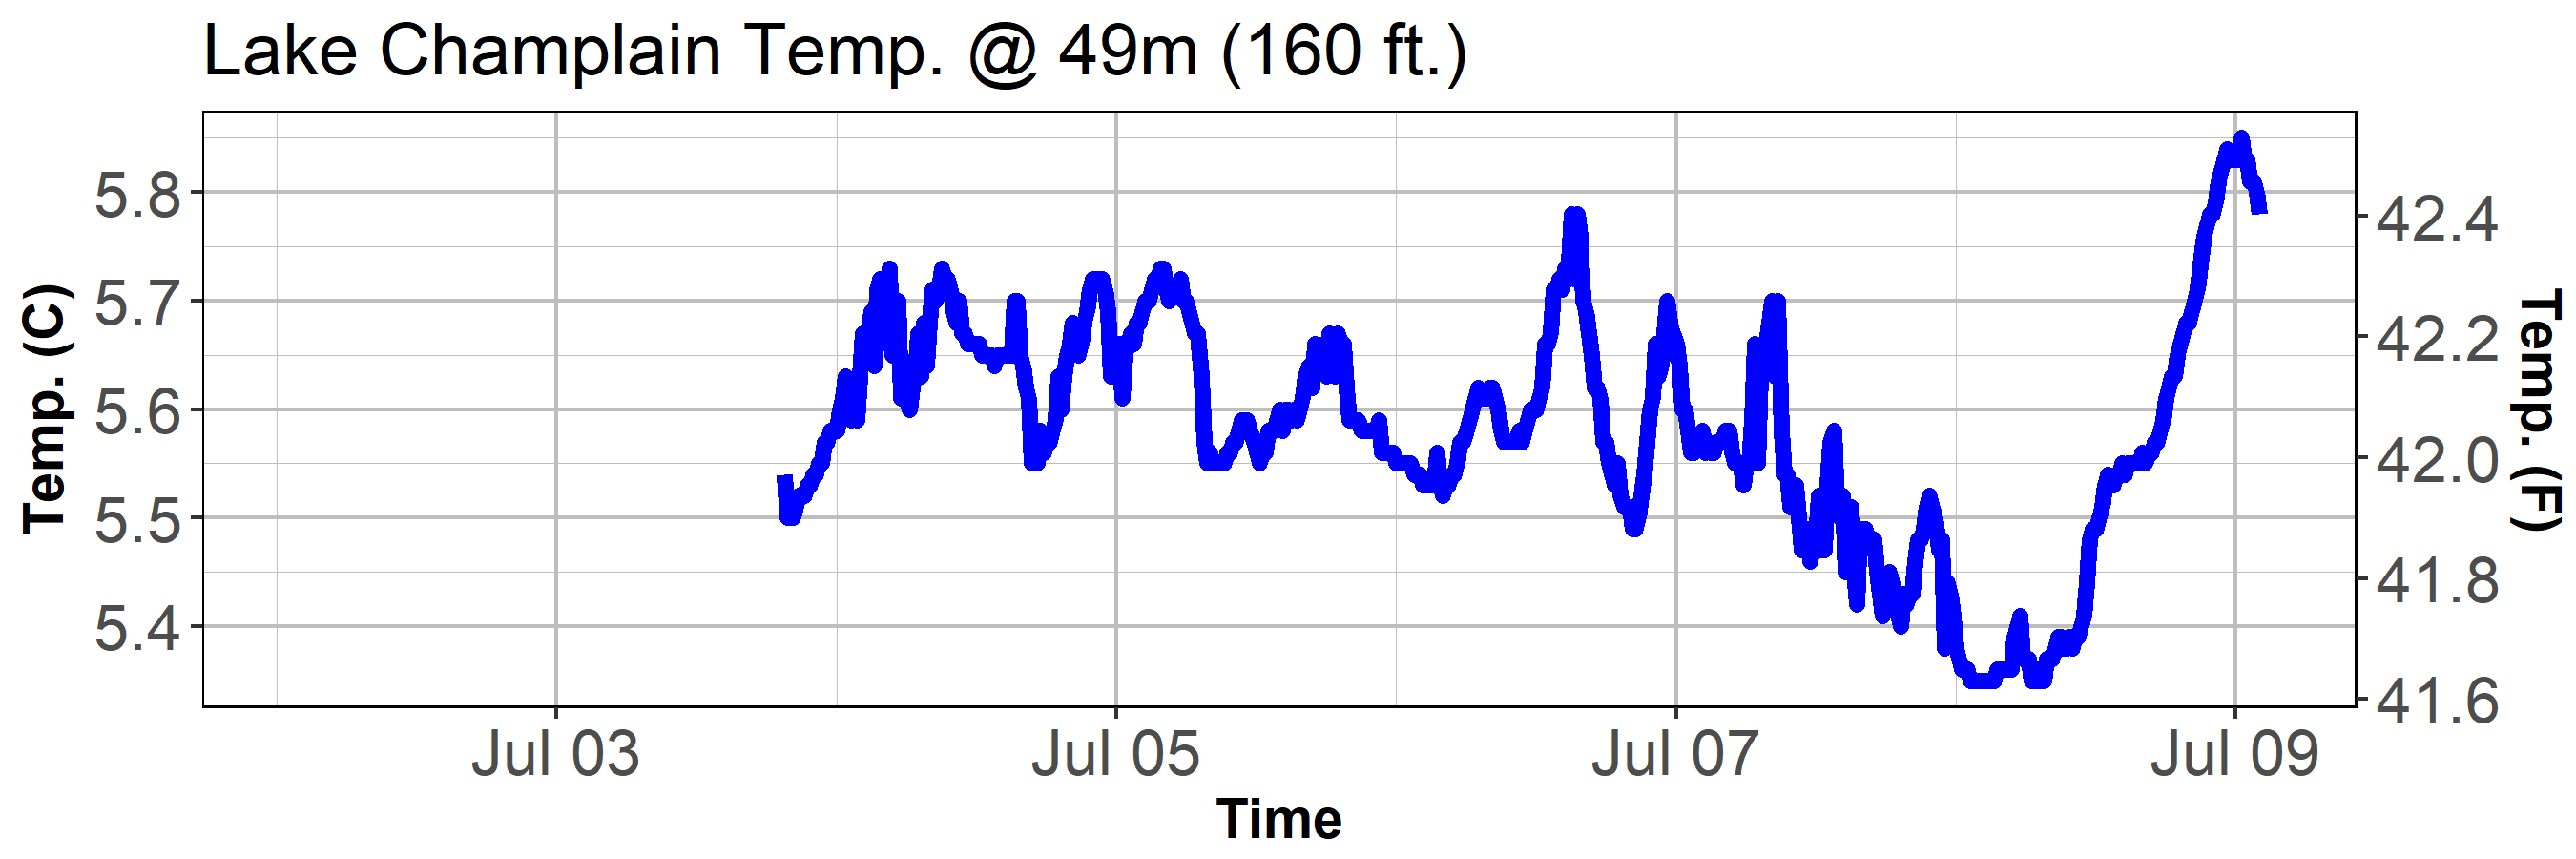 Lake Champlain Temp. @ 49m (160 ft.)
Temp. (C)
5.8
5.7
5.6
5.5
5.4
42.4
42.2
42.0
41.8
41.6
Temp. (F)
Jul 03 Jul 05 Jul 07 Jul 09
Time